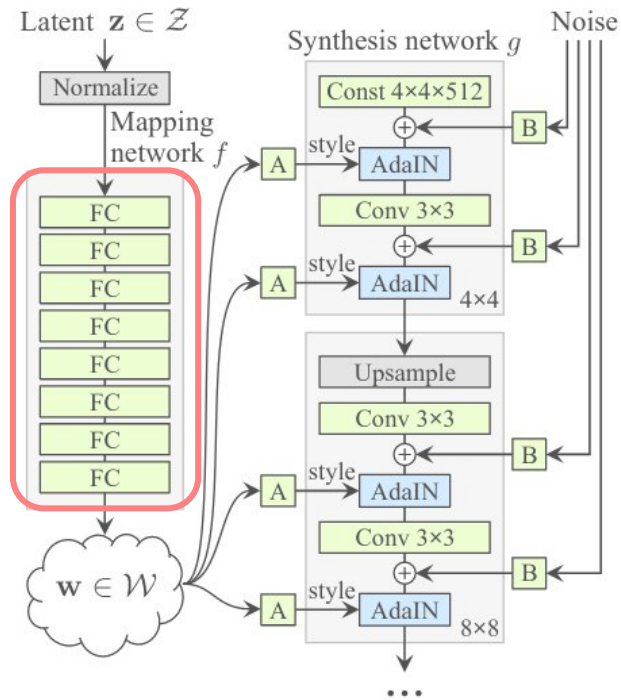 Latent z ∈ 𝒵
Normalize
Mapping
network f
FC
FC
FC
FC
FC
FC
FC
FC
w ∈ 𝒲
Synthesis network g
Noise
Const 4×4×512
B
style
A
AdaIN
Conv 3×3
B
style
A
AdaIN
4×4
Upsample
Conv 3×3
B
style
A
AdaIN
Conv 3×3
B
style
A
AdaIN
8×8
...